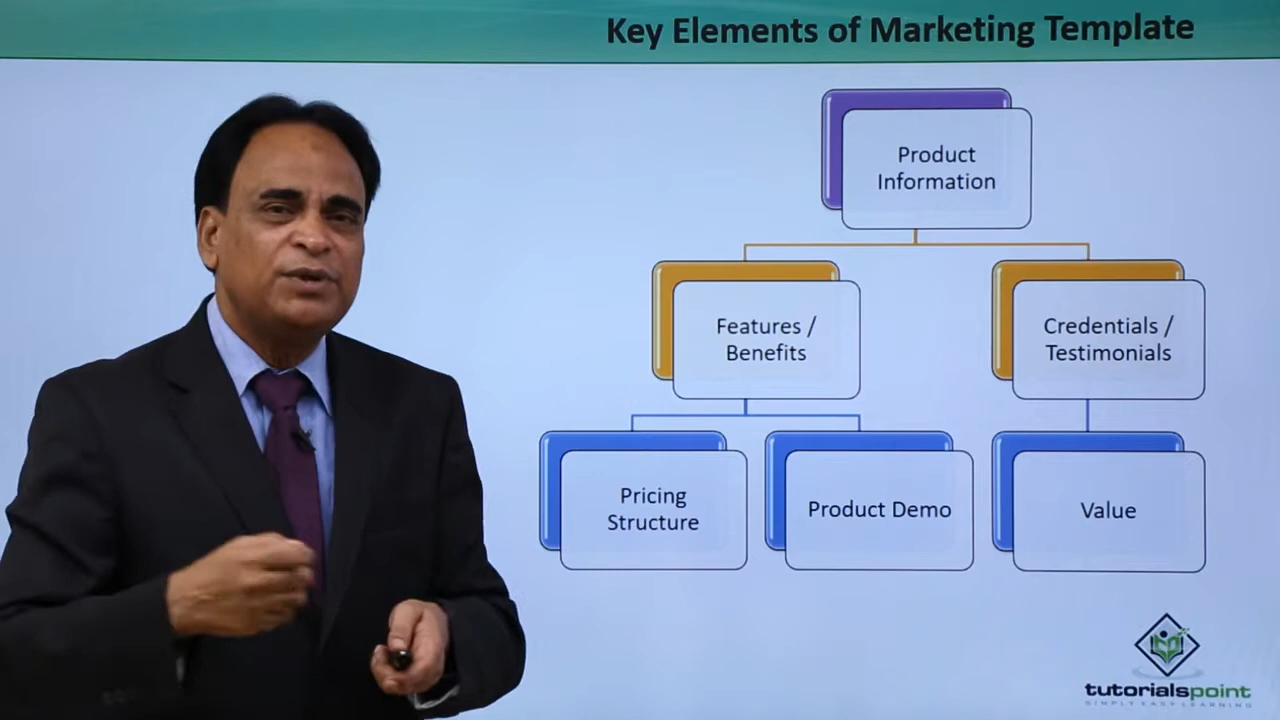 Key Elements of Marketing Template
Product
Information
Features /
Benefits
Credentials /
Testimonials
Pricing
Structure
Product Demo
Value
tutorialspoint
SIMPLY EASY LEARNING